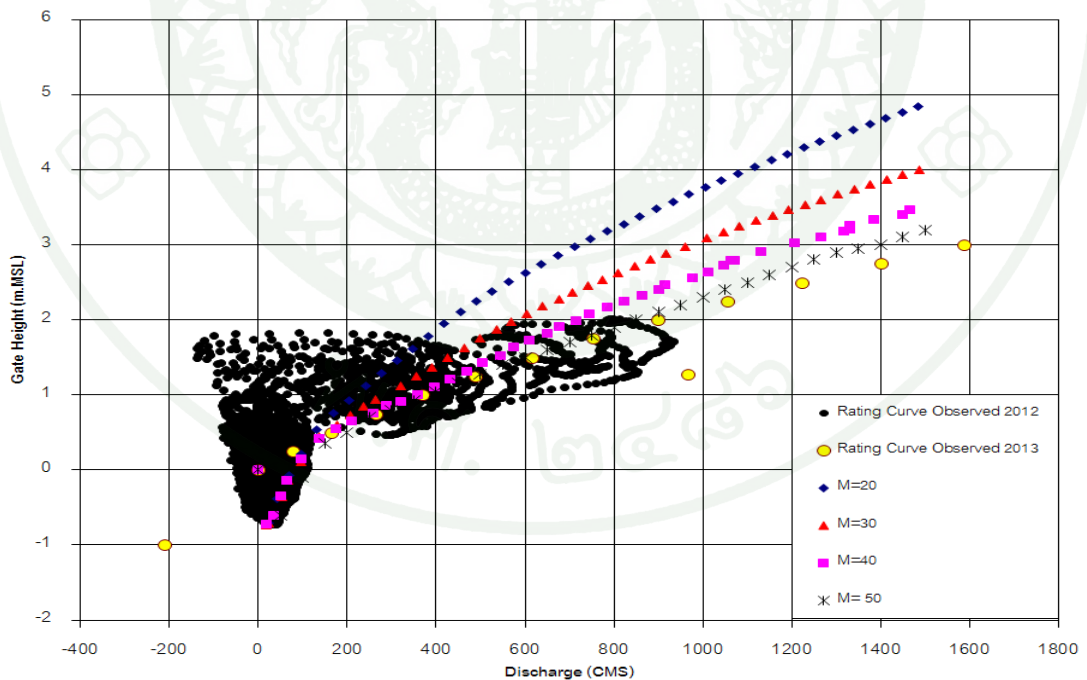 6
5
4
3
2
1
0
-1
-2
Gate Height (m.MSL)
-400 -200 0 200 400 600 800 1000 1200 1400 1600 1800
Discharge (CMS)
Rating Curve Observed 2012
Rating Curve Observed 2013
M=20
M=30
M=40
M= 50